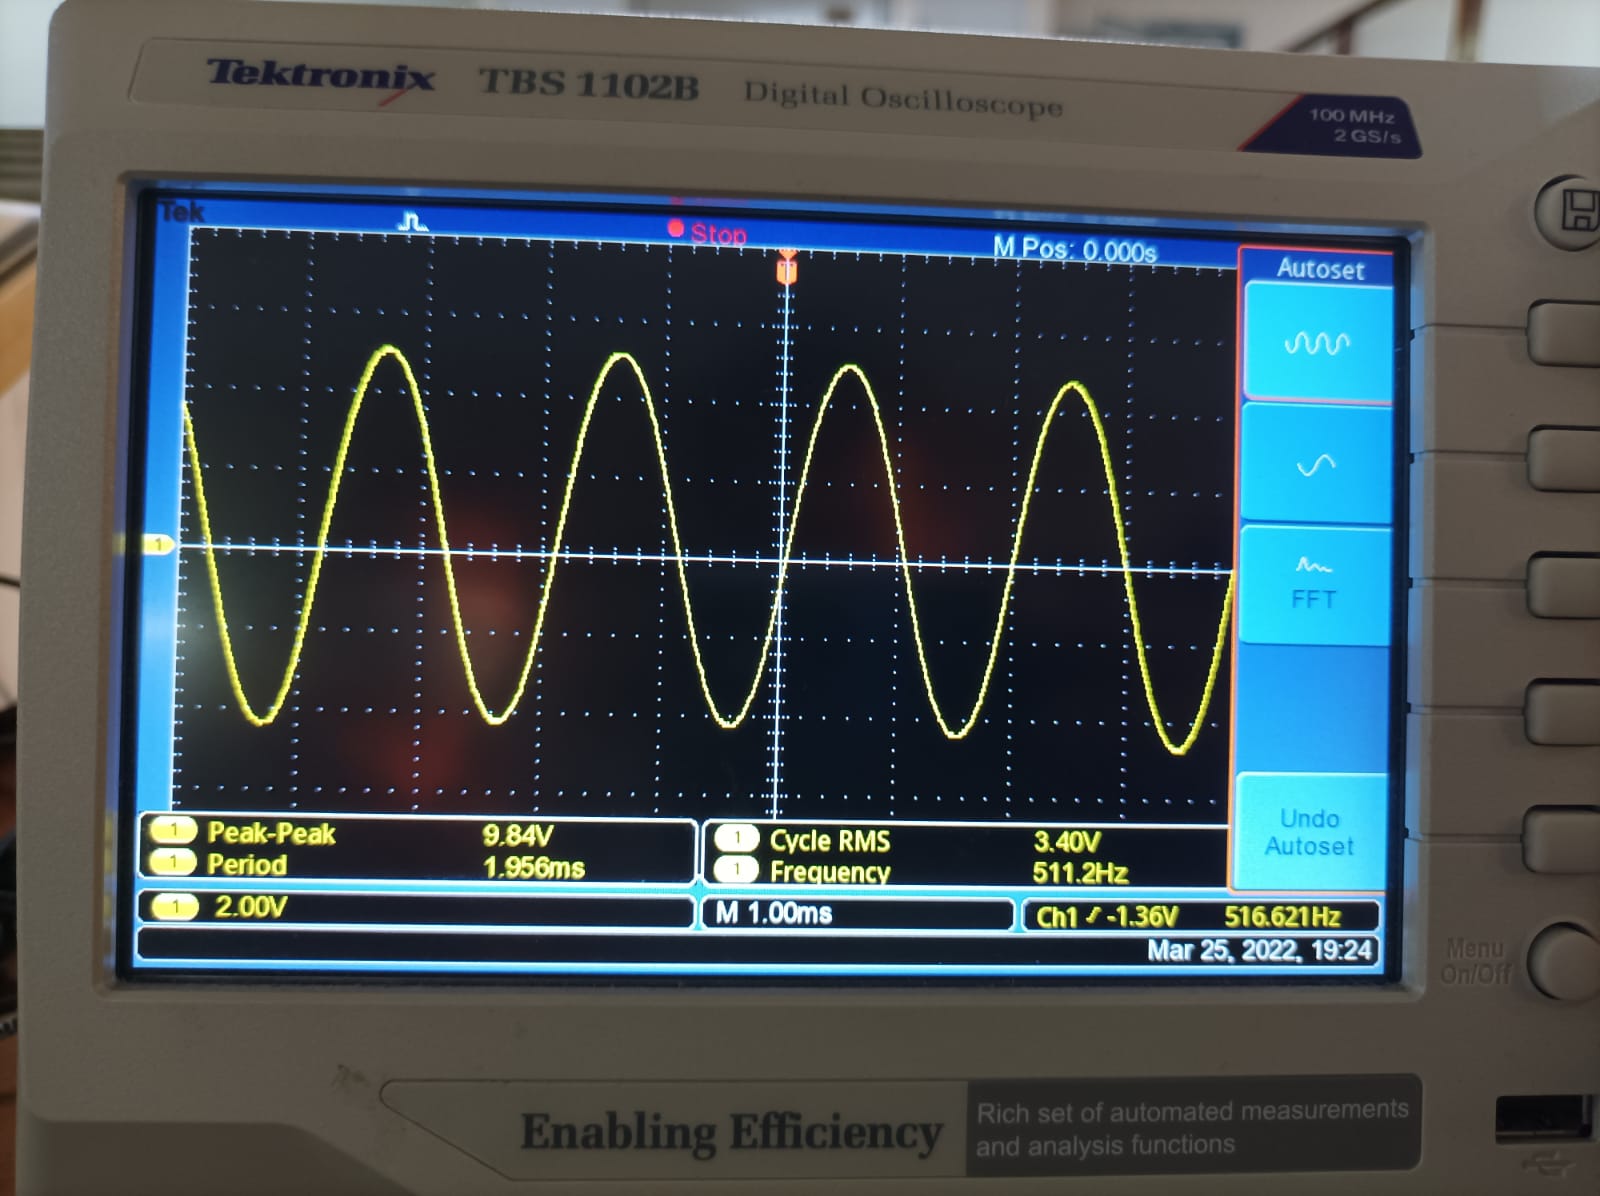 Tektronix TBS 1102B Digital Oscilloscope
100 MHz
2 GS/s
Tek Stop M Pos: 0.000s
T
Autoset
1
FFT
Undo
Autoset
1 Peak-Peak 9.84V 1 Cycle RMS 3.40V
1 Period 1.956ms 1 Frequency 511.2Hz
1 2.00V M 1.00ms Ch1 -1.36V 516.621Hz
Mar 25, 2022, 19:24
Menu
On/Off
Enabling Efficiency
Rich set of automated measurements
and analysis functions